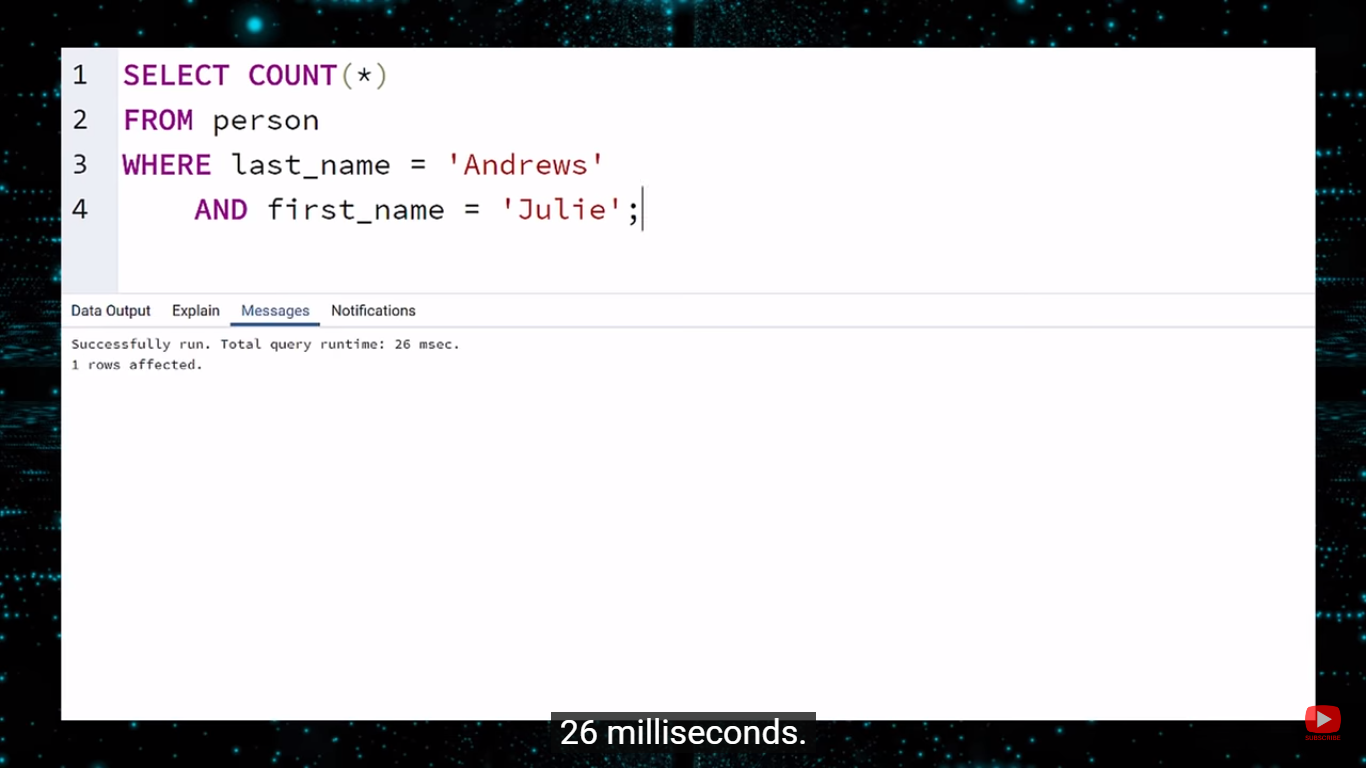 1 SELECT COUNT(*)
2 FROM person
3 WHERE last_name = 'Andrews'
4 AND first_name = 'Julie';
Data Output Explain Messages Notifications
Successfully run. Total query runtime: 26 msec.
1 rows affected.
26 milliseconds.
SUBSCRIBE